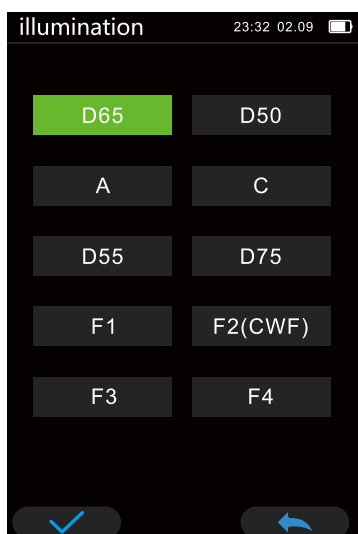 illumination 23:32 02.09
D65 D50
A C
D55 D75
F1 F2(CWF)
F3 F4